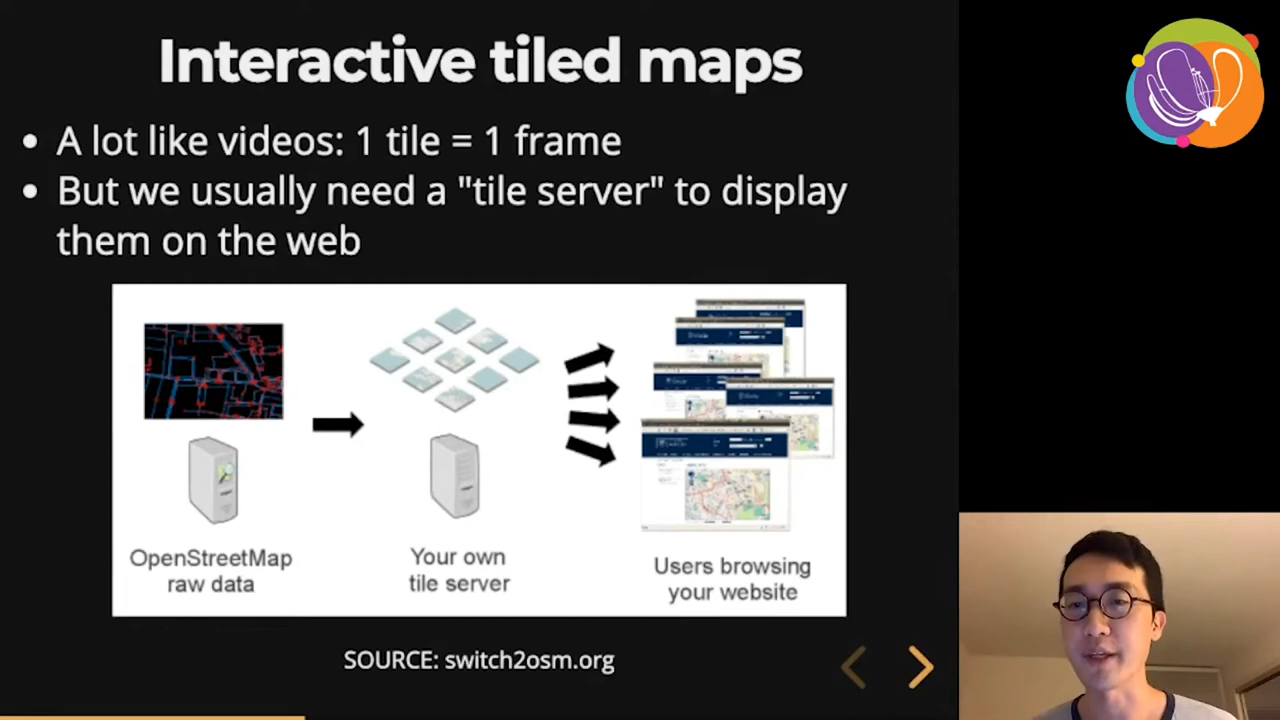 Interactive tiled maps
• A lot like videos: 1 tile = 1 frame
• But we usually need a "tile server" to display
them on the web
OpenStreetMap
raw data
Your own
tile server
Users browsing
your website
SOURCE: switch2osm.org